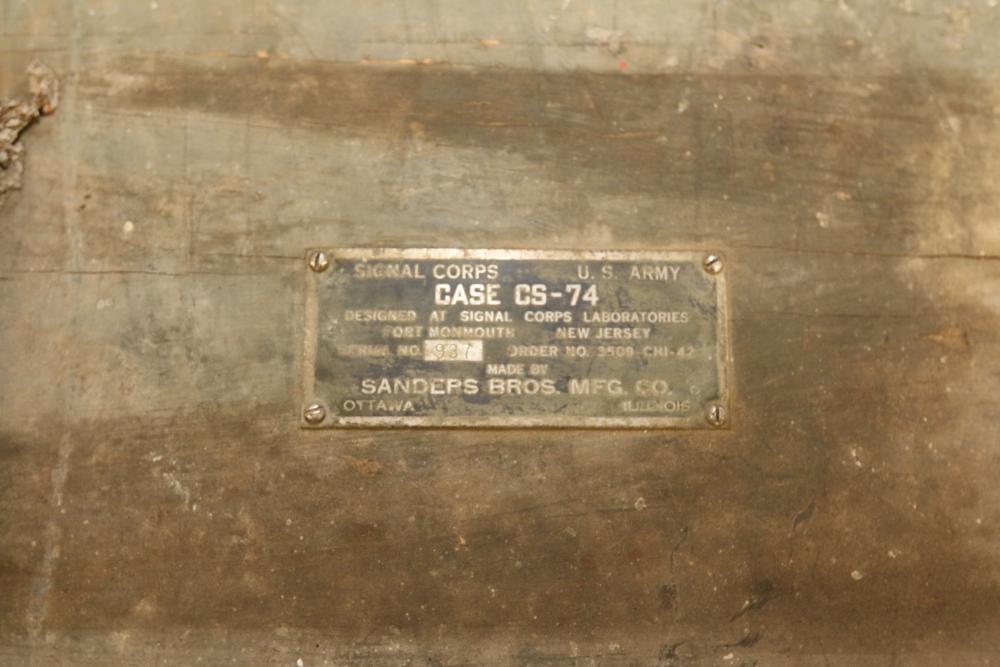 SIGNAL CORPS U. S. ARMY
CASE CS-74
DESIGNED AT SIGNAL CORPS LABORATORIES
FORT MONMOUTH NEW JERSEY
SERIAL NO. 937 ORDER NO. 3509-CHI-42
MADE BY
SANDERS BROS. MFG. CO.
OTTAWA ILLINOIS